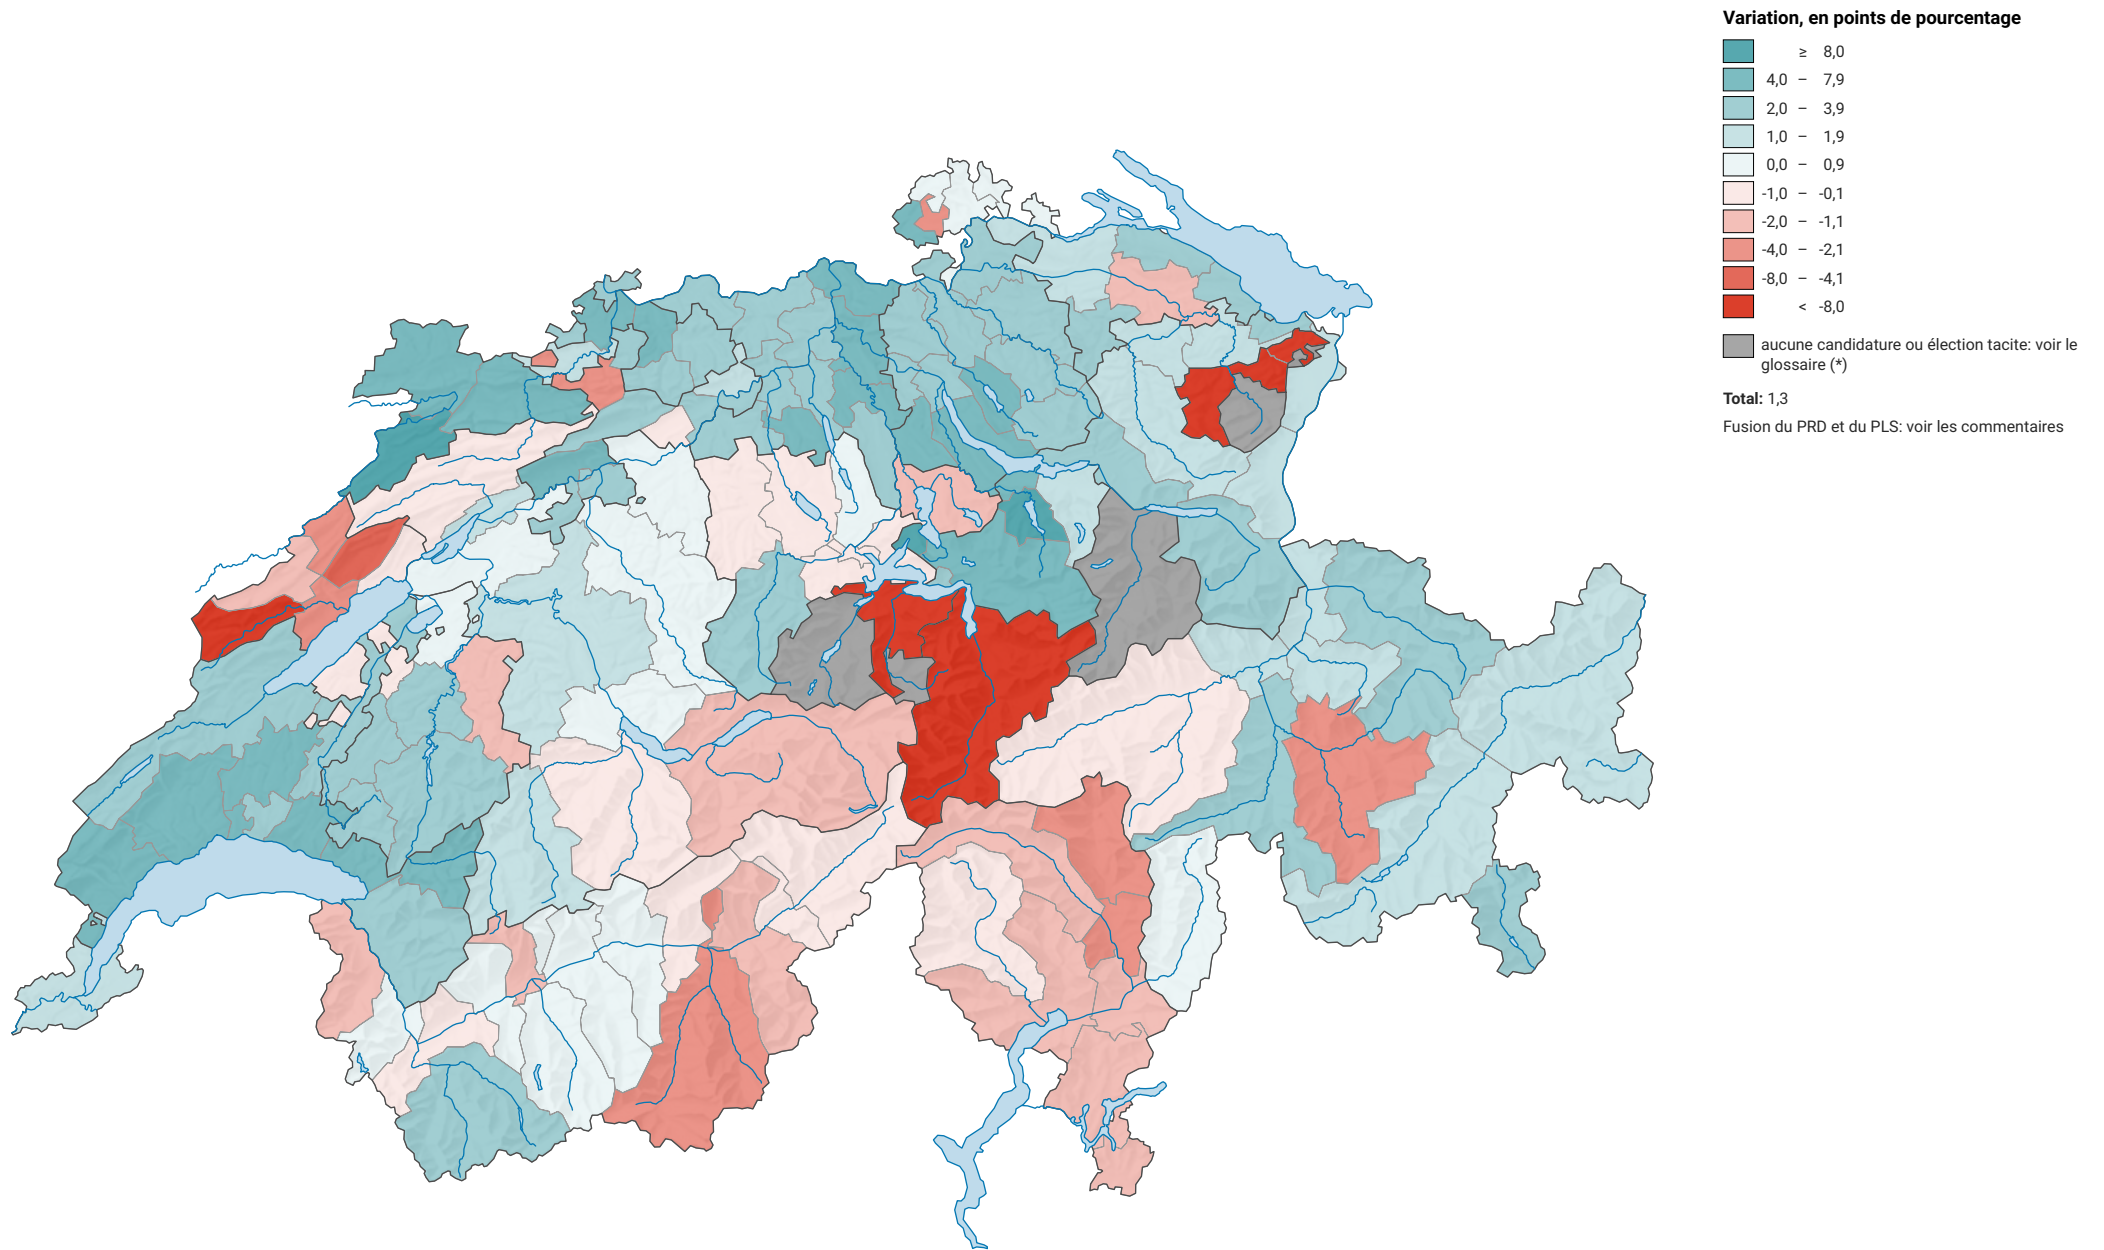 Variation, en points de pourcentage
≥ 8,0
4,0 – 7,9
2,0 – 3,9
1,0 – 1,9
0,0 – 0,9
-1,0 – -0,1
-2,0 – -1,1
-4,0 – -2,1
-8,0 – -4,1
< -8,0
aucune candidature ou élection tacite: voir le
glossaire (*)
Total: 1,3
Fusion du PRD et du PLS: voir les commentaires